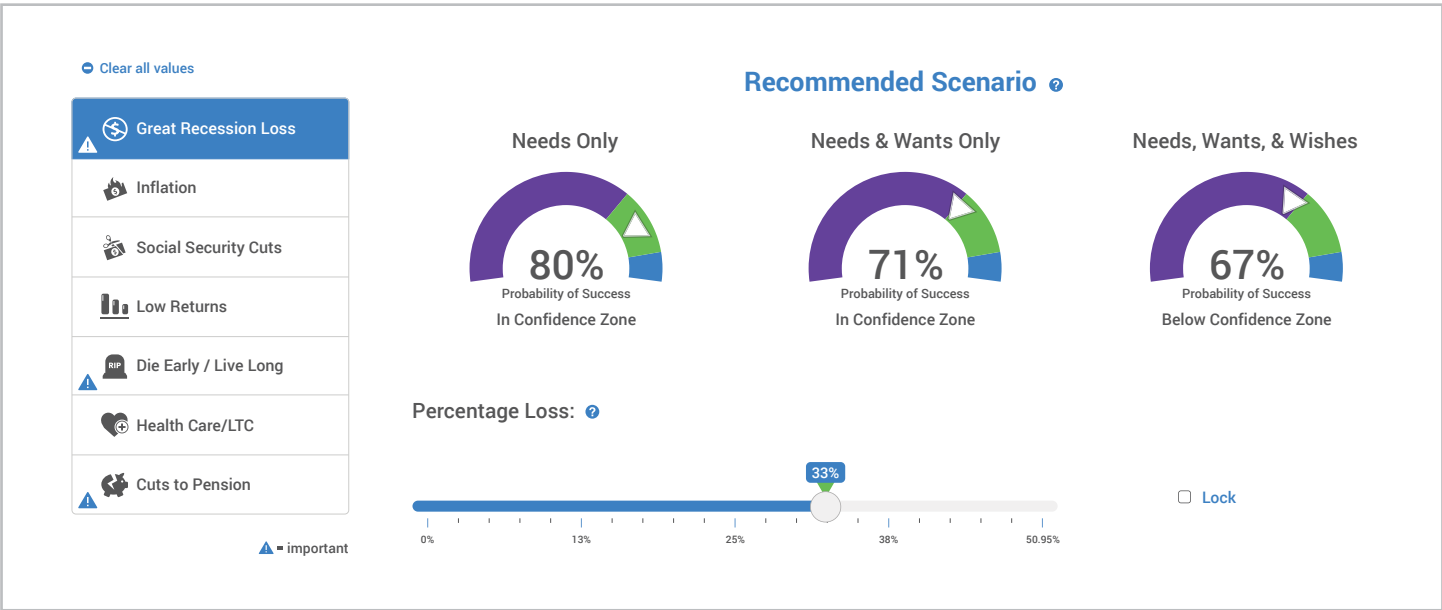 Clear all values
Great Recession Loss
Inflation
Social Security Cuts
Low Returns
RIP
Die Early / Live Long
Health Care/LTC
Cuts to Pension
= important
Recommended Scenario ?
Needs Only
80%
Probability of Success
In Confidence Zone
Needs & Wants Only
71%
Probability of Success
In Confidence Zone
Needs, Wants, & Wishes
67%
Probability of Success
Below Confidence Zone
Percentage Loss: ?
33%
0% 13% 25% 38% 50.95%
Lock